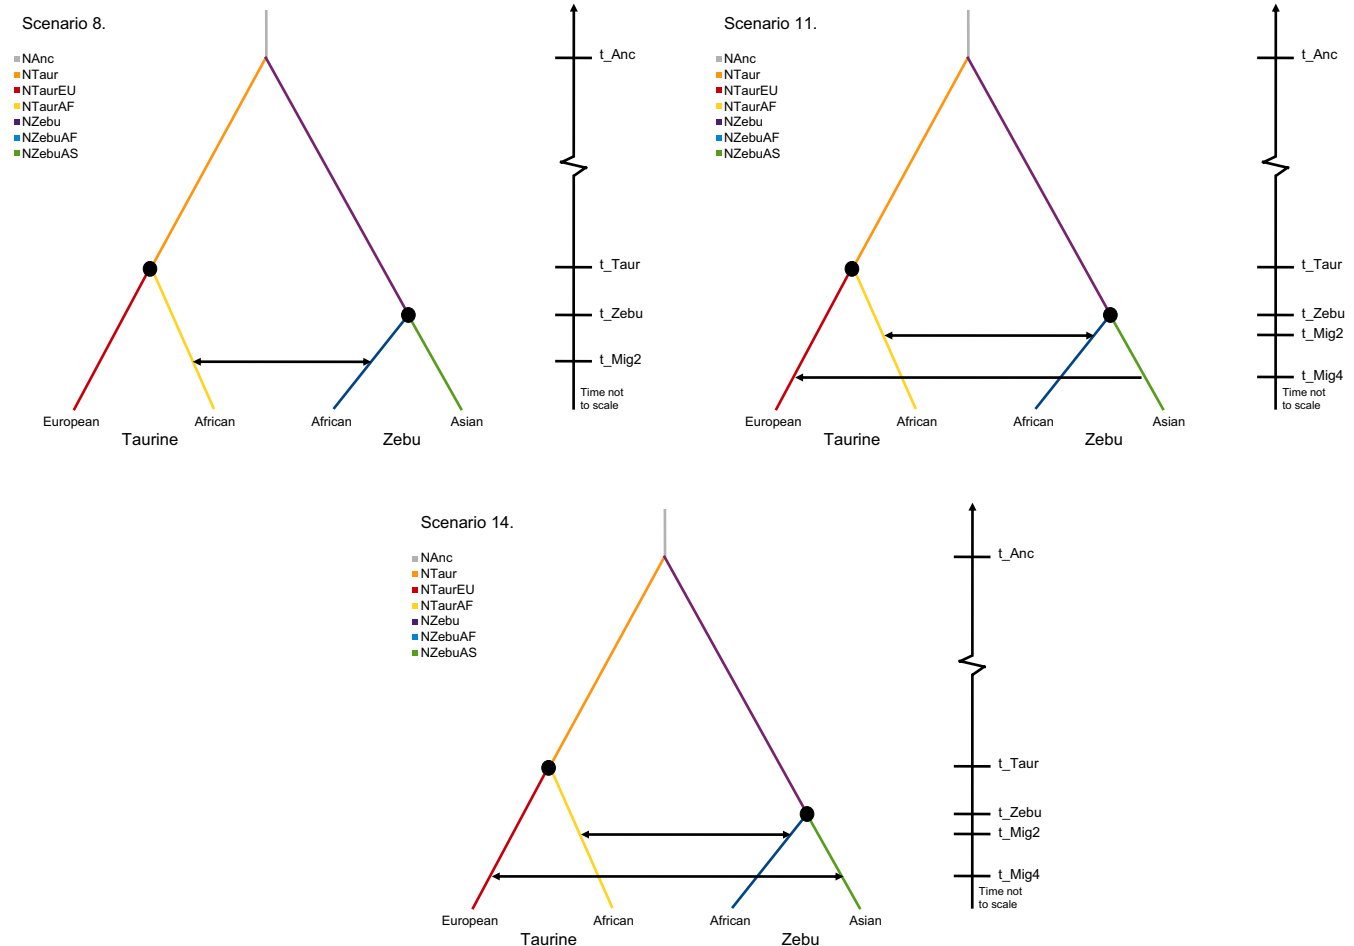 Scenario 8.
NAnc
NTaur
NTaurEU
NTaurAF
NZebu
NZebuAF
NZebuAS
t_Anc
t_Taur
t_Zebu
t_Mig2
Time not
to scale
European
African
African
Asian
Taurine
Zebu
Scenario 11.
NAnc
NTaur
NTaurEU
NTaurAF
NZebu
NZebuAF
NZebuAS
t_Anc
t_Taur
t_Zebu
t_Mig2
t_Mig4
Time not
to scale
European
African
African
Asian
Taurine
Zebu
Scenario 14.
NAnc
NTaur
NTaurEU
NTaurAF
NZebu
NZebuAF
NZebuAS
t_Anc
t_Taur
t_Zebu
t_Mig2
t_Mig4
Time not
to scale
European
African
African
Asian
Taurine
Zebu